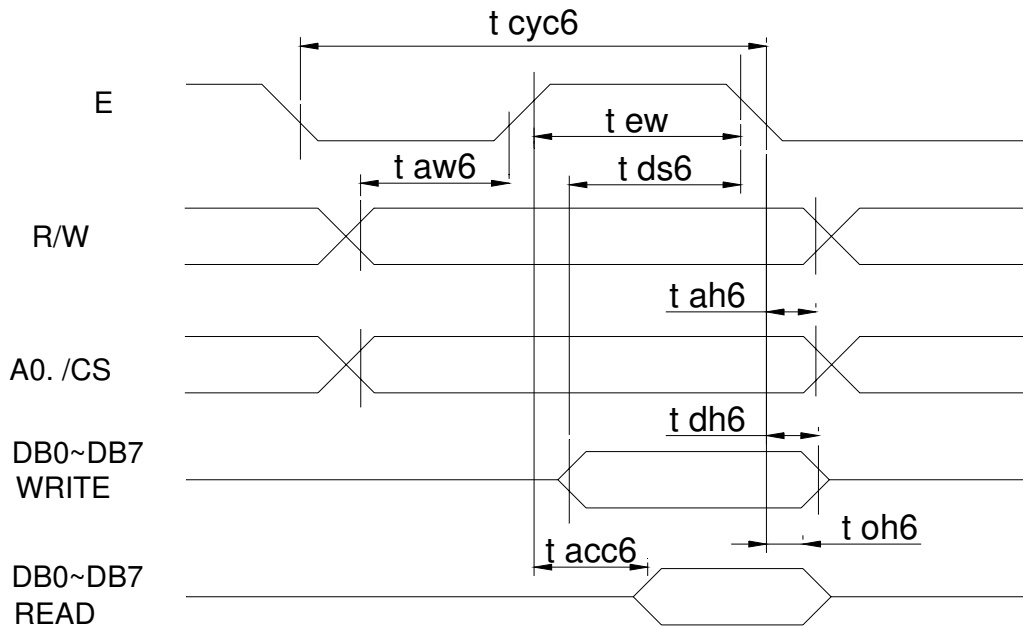 t cyc6
E
t ew
t aw6
t ds6
R/W
t ah6
A0. /CS
t dh6
DB0~DB7
WRITE
t oh6
t acc6
DB0~DB7
READ